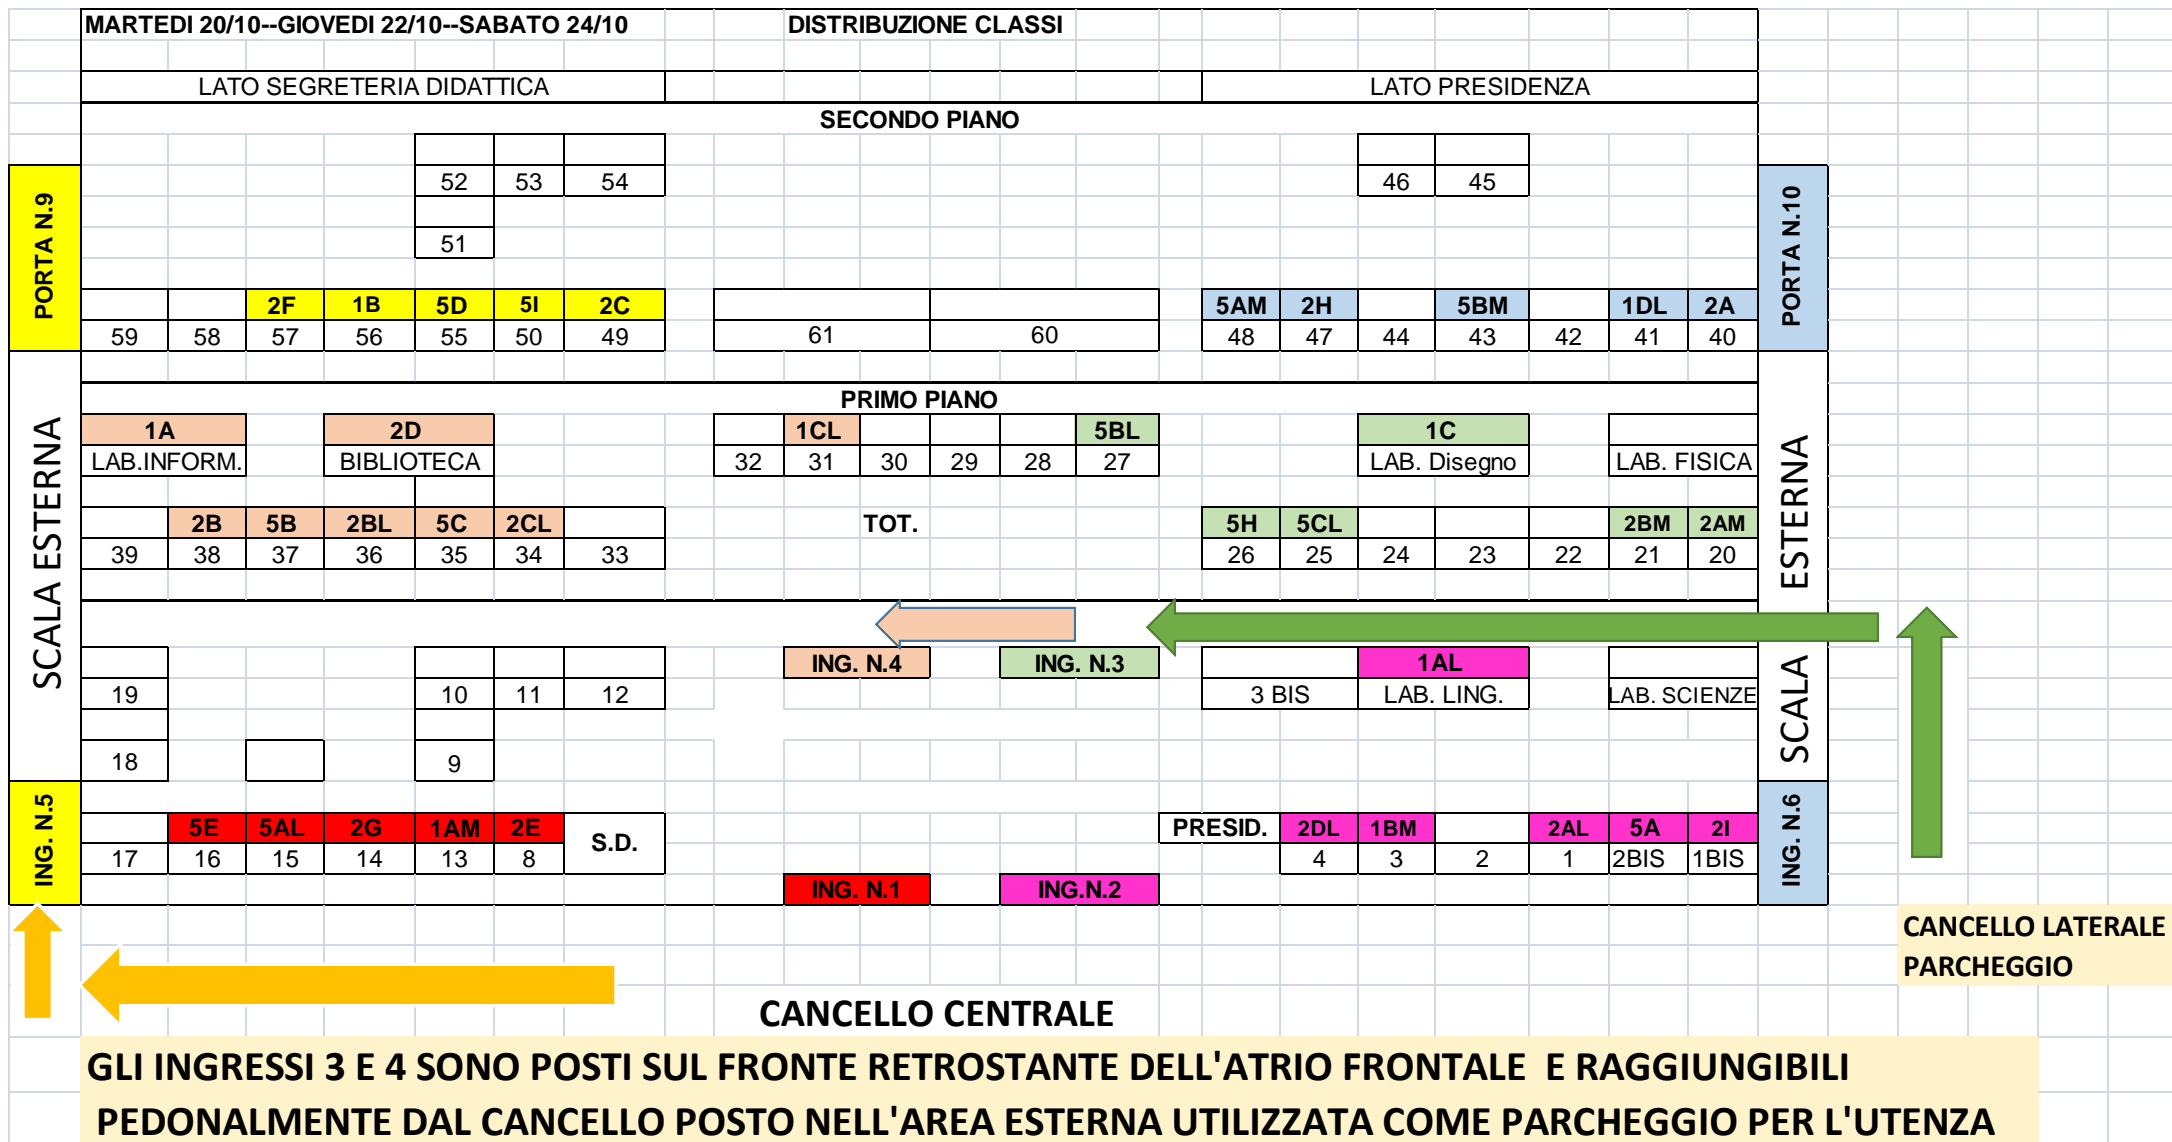 MARTEDI 20/10--GIOVEDI 22/10--SABATO 24/10 DISTRIBUZIONE CLASSI
LATO SEGRETERIA DIDATTICA LATO PRESIDENZA
SECONDO PIANO
52 53 54 46 45
51
PORTA N.9
PORTA N.10
2F 1B 5D 5I 2C 5AM 2H 5BM 1DL 2A
59 58 57 56 55 50 49 61 60 48 47 44 43 42 41 40
PRIMO PIANO
1A 2D 1CL 5BL 1C
LAB.INFORM. BIBLIOTECA 32 31 30 29 28 27 LAB. Disegno LAB. FISICA
2B 5B 2BL 5C 2CL TOT. 5H 5CL 2BM 2AM
39 38 37 36 35 34 33 26 25 24 23 22 21 20
SCALA ESTERNA
SCALA ESTERNA
ING. N.4 ING. N.3 1AL
19 10 11 12 3 BIS LAB. LING. LAB. SCIENZE
18 9
ING. N.5
ING. N.6
5E 5AL 2G 1AM 2E S.D. PRESID. 2DL 1BM 2AL 5A 2I
17 16 15 14 13 8 4 3 2 1 2BIS 1BIS
ING. N.1 ING.N.2
CANCELLO LATERALE
PARCHEGGIO
CANCELLO CENTRALE
GLI INGRESSI 3 E 4 SONO POSTI SUL FRONTE RETROSTANTE DELL'ATRIO FRONTALE E RAGGIUNGIBILI
PEDONALMENTE DAL CANCELLO POSTO NELL'AREA ESTERNA UTILIZZATA COME PARCHEGGIO PER L'UTENZA